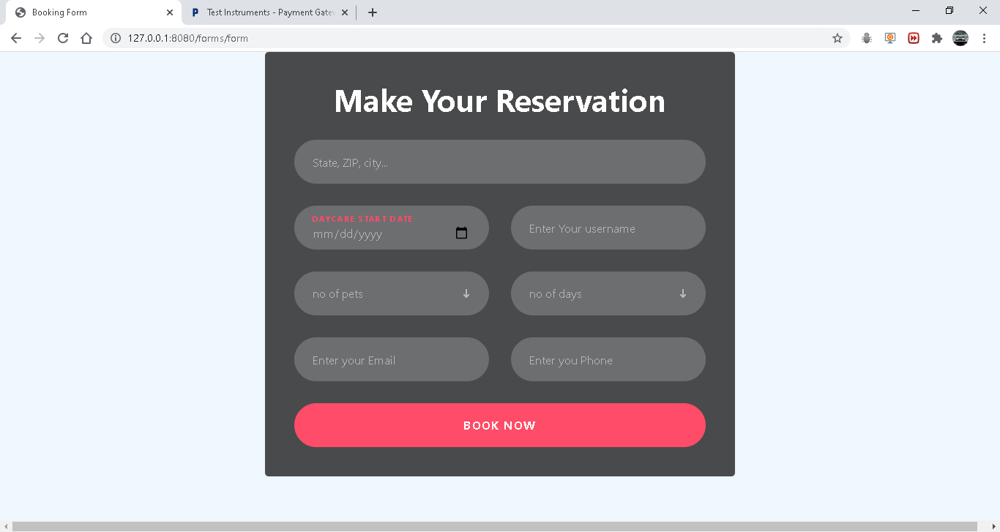 Booking Form
Test Instruments - Payment Gatew
127.0.0.1:8080/forms/form
Make Your Reservation
State, ZIP, city...
DAYCARE START DATE
mm/dd/yyyy
Enter Your username
no of pets
no of days
Enter your Email
Enter you Phone
BOOK NOW